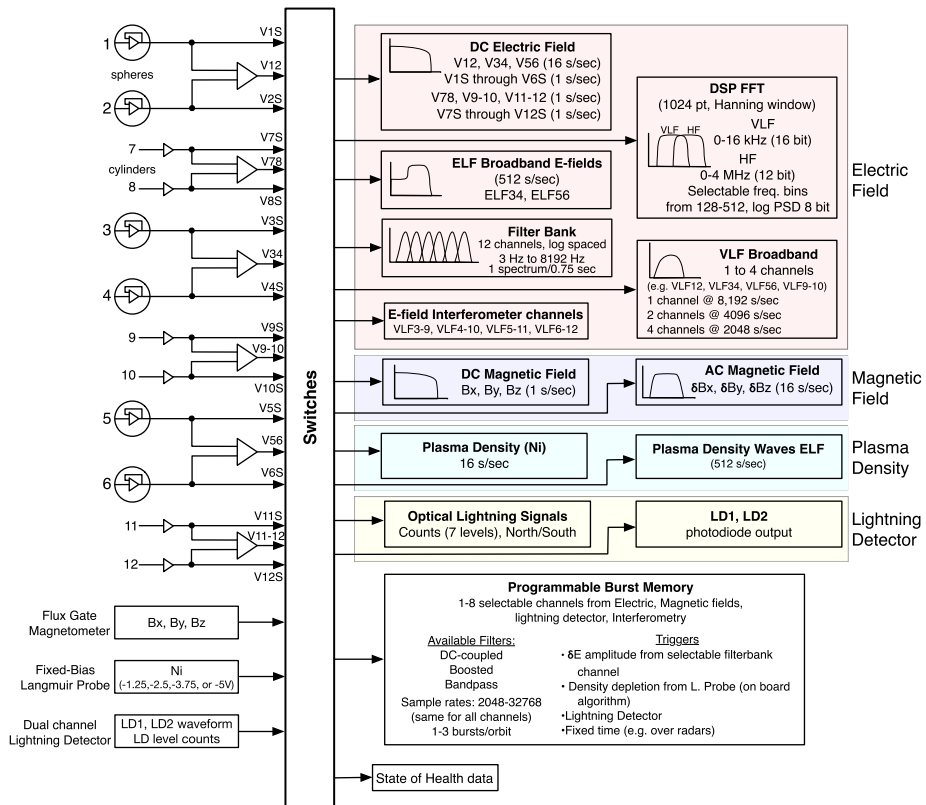 1
V1S
spheres
V12
2
V2S
7
V7S
cylinders
V78
8
V8S
3
V3S
V34
4
V4S
9
V9S
V9-10
10
V10S
5
V5S
V56
6
V6S
11
V11S
V11-12
12
V12S
Flux Gate
Magnetometer
Bx, By, Bz
Fixed-Bias
Langmuir Probe
Ni
(-1.25,-2.5,-3.75, or -5V)
Dual channel
Lightning Detector
LD1, LD2 waveform
LD level counts
Switches
DC Electric Field
V12, V34, V56 (16 s/sec)
V1S through V6S (1 s/sec)
V78, V9-10, V11-12 (1 s/sec)
V7S through V12S (1 s/sec)
DSP FFT
(1024 pt, Hanning window)
VLF HF
VLF
0-16 kHz (16 bit)
HF
0-4 MHz (12 bit)
Selectable freq. bins
from 128-512, log PSD 8 bit
ELF Broadband E-fields
(512 s/sec)
ELF34, ELF56
Filter Bank
12 channels, log spaced
3 Hz to 8192 Hz
1 spectrum/0.75 sec
VLF Broadband
1 to 4 channels
(e.g. VLF12, VLF34, VLF56, VLF9-10)
1 channel @ 8,192 s/sec
2 channels @ 4096 s/sec
4 channels @ 2048 s/sec
E-field Interferometer channels
VLF3-9, VLF4-10, VLF5-11, VLF6-12
Electric
Field
DC Magnetic Field
Bx, By, Bz (1 s/sec)
AC Magnetic Field
δBx, δBy, δBz (16 s/sec)
Magnetic
Field
Plasma Density (Ni)
16 s/sec
Plasma Density Waves ELF
(512 s/sec)
Plasma
Density
Optical Lightning Signals
Counts (7 levels), North/South
LD1, LD2
photodiode output
Lightning
Detector
Programmable Burst Memory
1-8 selectable channels from Electric, Magnetic fields,
lightning detector, Interferometry
Available Filters:
DC-coupled
Boosted
Bandpass
Sample rates: 2048-32768
(same for all channels)
1-3 bursts/orbit
Triggers
• δE amplitude from selectable filterbank
channel
• Density depletion from L. Probe (on board
algorithm)
•Lightning Detector
•Fixed time (e.g. over radars)
State of Health data